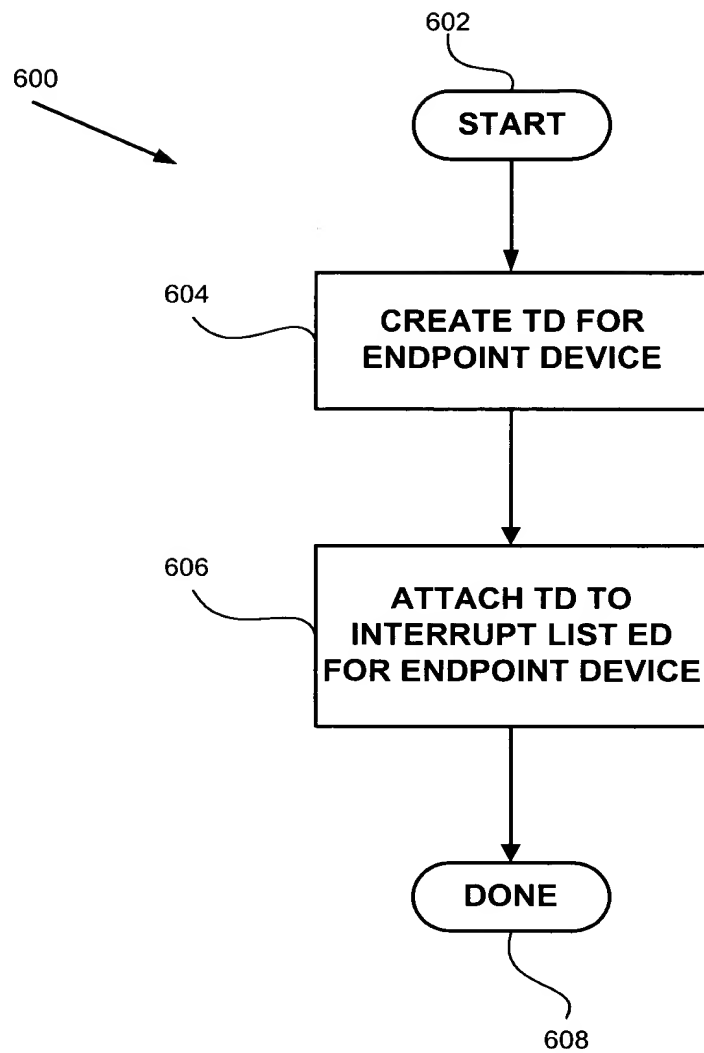 602
600
START
604
CREATE TD FOR
ENDPOINT DEVICE
606
ATTACH TD TO
INTERRUPT LIST ED
FOR ENDPOINT DEVICE
DONE
608